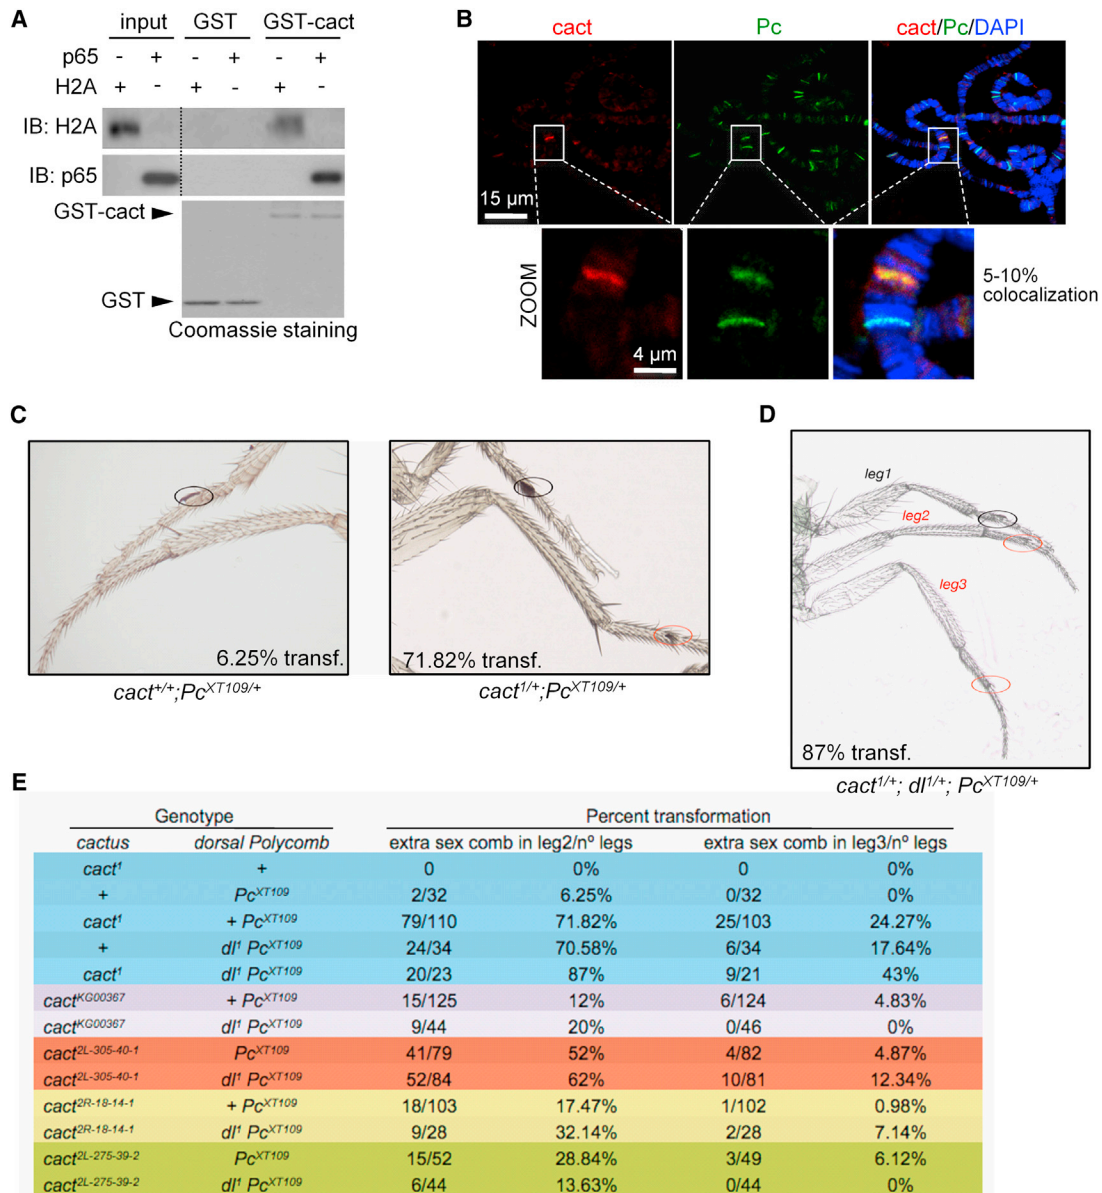 A
input GST GST-cact
p65 - + - + - +
H2A + - + - + -
IB: H2A
IB: p65
GST-cact
GST
Coomassie staining
B
cact Pc cact/Pc/DAPI
15 µm
ZOOM
4 µm
5-10%
colocalization
C
6.25% transf.
cact+/+;PcXT109/+
71.82% transf.
cact1/+;PcXT109/+
D
leg1
leg2
leg3
87% transf.
cact1/+; dl1/+; PcXT109/+
E
Genotype Percent transformation
cactus dorsal Polycomb extra sex comb in leg2/nº legs extra sex comb in leg3/nº legs
cact1 + 0 0% 0 0%
+ PcXT109 2/32 6.25% 0/32 0%
cact1 + PcXT109 79/110 71.82% 25/103 24.27%
+ dl1 PcXT109 24/34 70.58% 6/34 17.64%
cact1 dl1 PcXT109 20/23 87% 9/21 43%
cactKG00367 + PcXT109 15/125 12% 6/124 4.83%
cactKG00367 dl1 PcXT109 9/44 20% 0/46 0%
cact2L-305-40-1 PcXT109 41/79 52% 4/82 4.87%
cact2L-305-40-1 dl1 PcXT109 52/84 62% 10/81 12.34%
cact2R-18-14-1 + PcXT109 18/103 17.47% 1/102 0.98%
cact2R-18-14-1 dl1 PcXT109 9/28 32.14% 2/28 7.14%
cact2L-275-39-2 PcXT109 15/52 28.84% 3/49 6.12%
cact2L-275-39-2 dl1 PcXT109 6/44 13.63% 0/44 0%